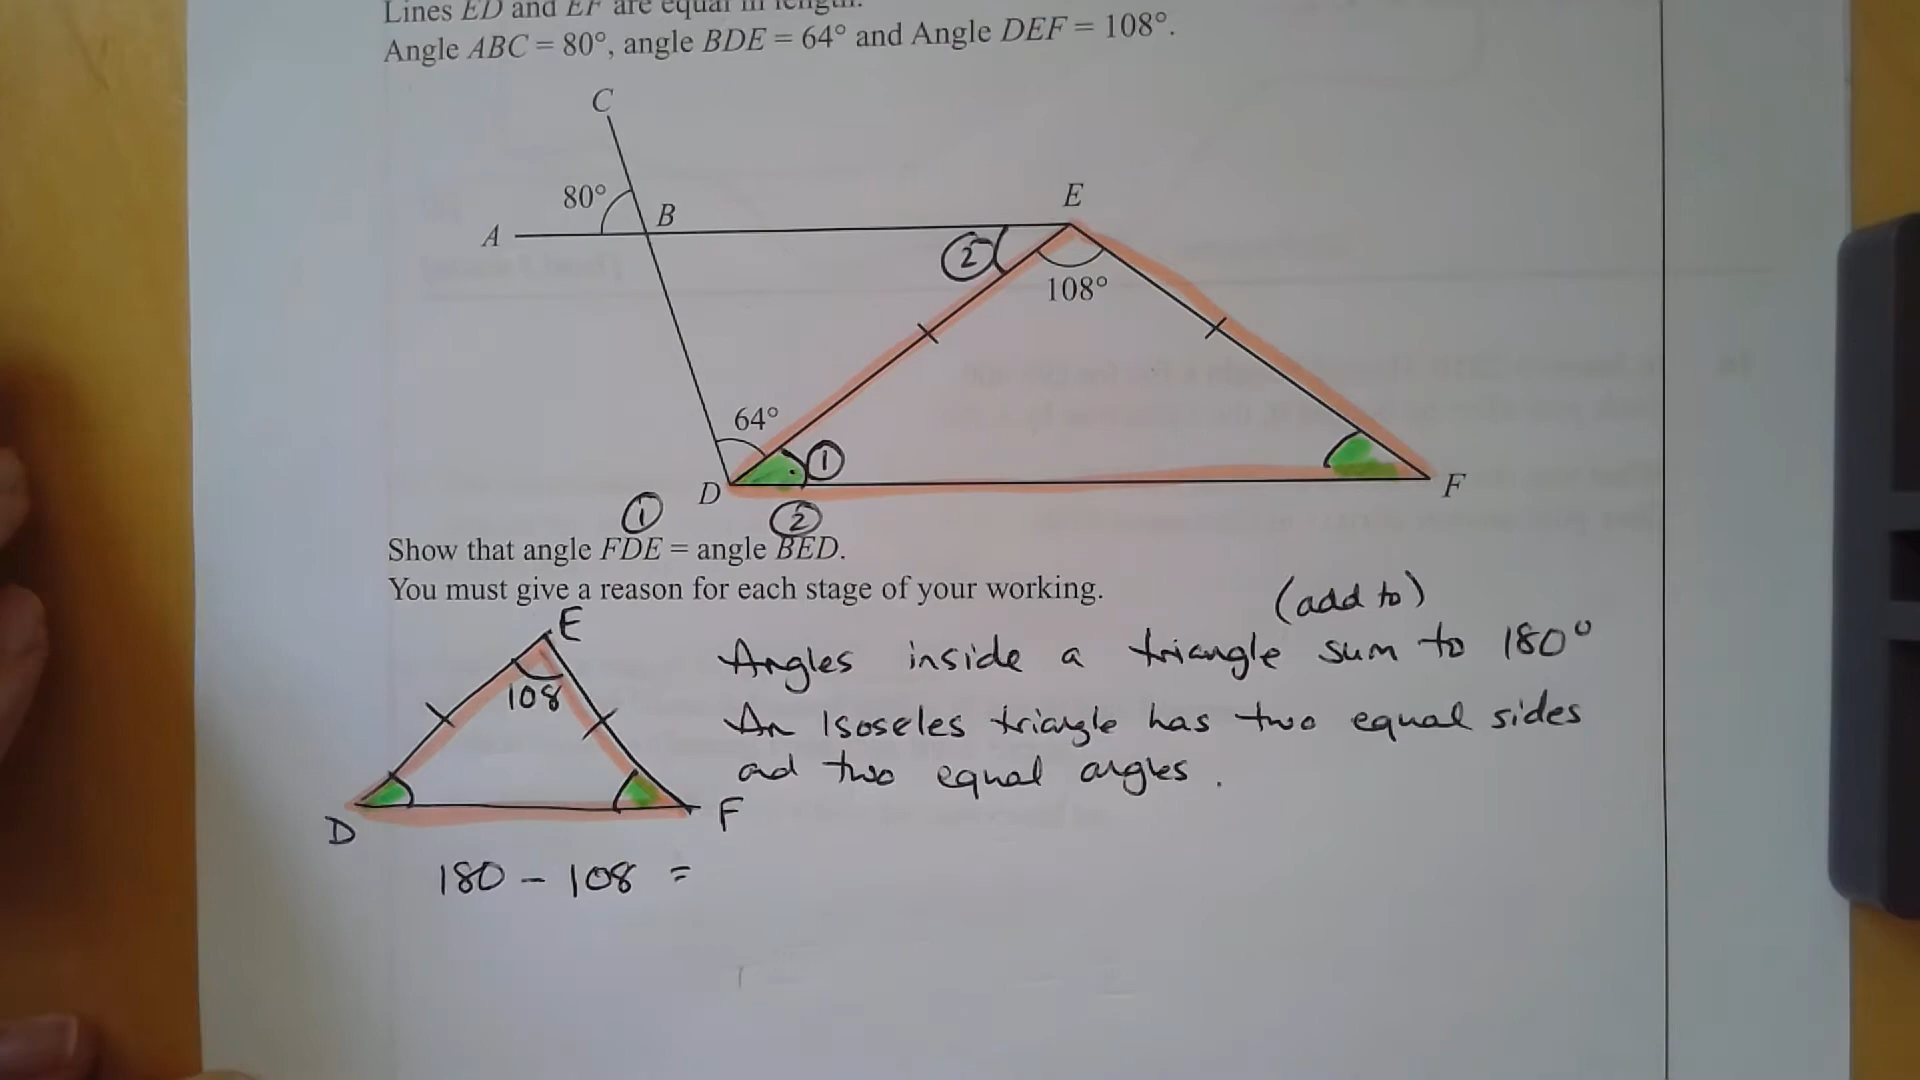 Lines ED and EF are equal in length.
Angle ABC = 80°, angle BDE = 64° and Angle DEF = 108°.
C
80°
B
A
E
②
108°
64°
①
D
F
① ②
Show that angle FDE = angle BED.
You must give a reason for each stage of your working.
(add to)
Angles inside a triangle sum to 180°
An Isoseles triangle has two equal sides
and two equal angles.
E
108
D
F
180 - 108 =